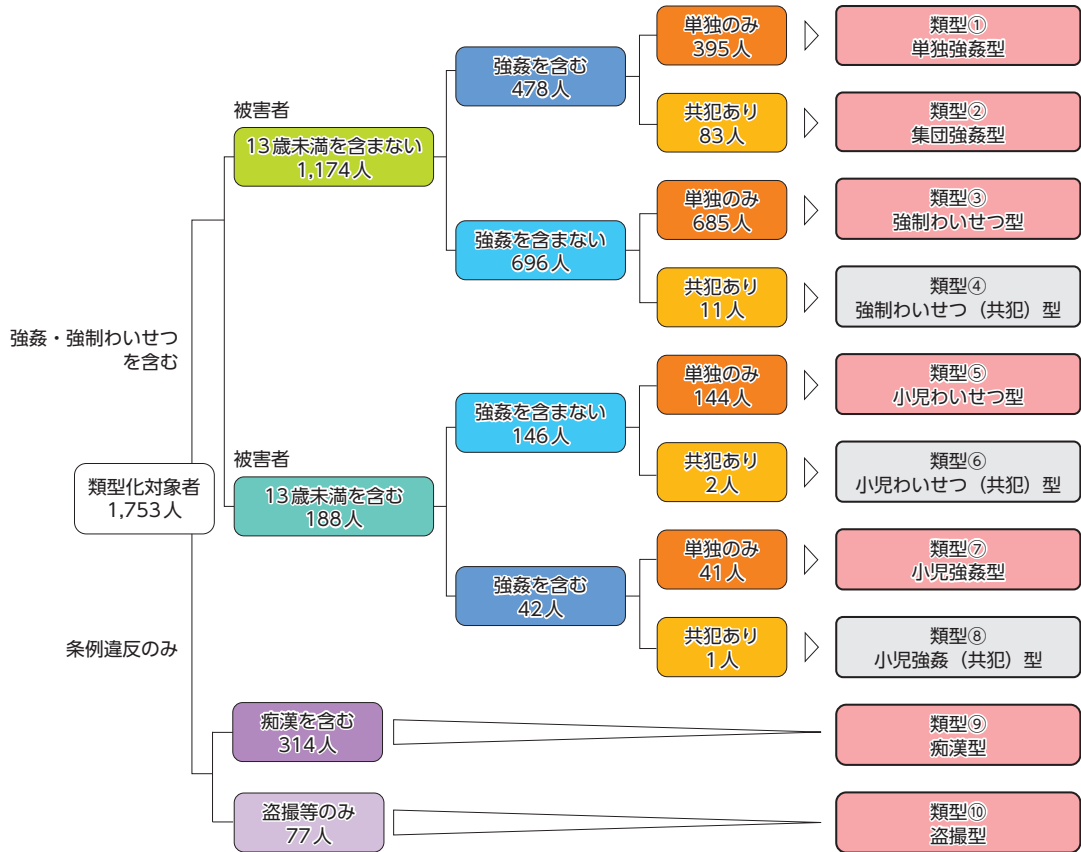 類型化対象者
1,753人
強姦・強制わいせつ
を含む
被害者
13歳未満を含まない
1,174人
強姦を含む
478人
単独のみ
395人
類型①
単独強姦型
共犯あり
83人
類型②
集団強姦型
強姦を含まない
696人
単独のみ
685人
類型③
強制わいせつ型
共犯あり
11人
類型④
強制わいせつ（共犯）型
被害者
13歳未満を含む
188人
強姦を含まない
146人
単独のみ
144人
類型⑤
小児わいせつ型
共犯あり
2人
類型⑥
小児わいせつ（共犯）型
強姦を含む
42人
単独のみ
41人
類型⑦
小児強姦型
共犯あり
1人
類型⑧
小児強姦（共犯）型
条例違反のみ
痴漢を含む
314人
類型⑨
痴漢型
盗撮等のみ
77人
類型⑩
盗撮型